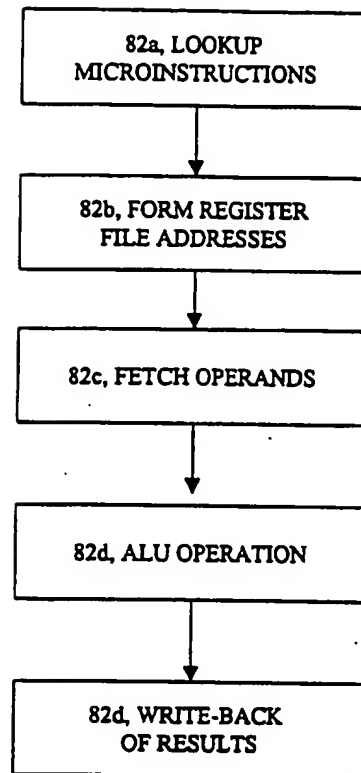 82a, LOOKUP
MICROINSTRUCTIONS
82b, FORM REGISTER
FILE ADDRESSES
82c, FETCH OPERANDS
82d, ALU OPERATION
82d, WRITE-BACK
OF RESULTS